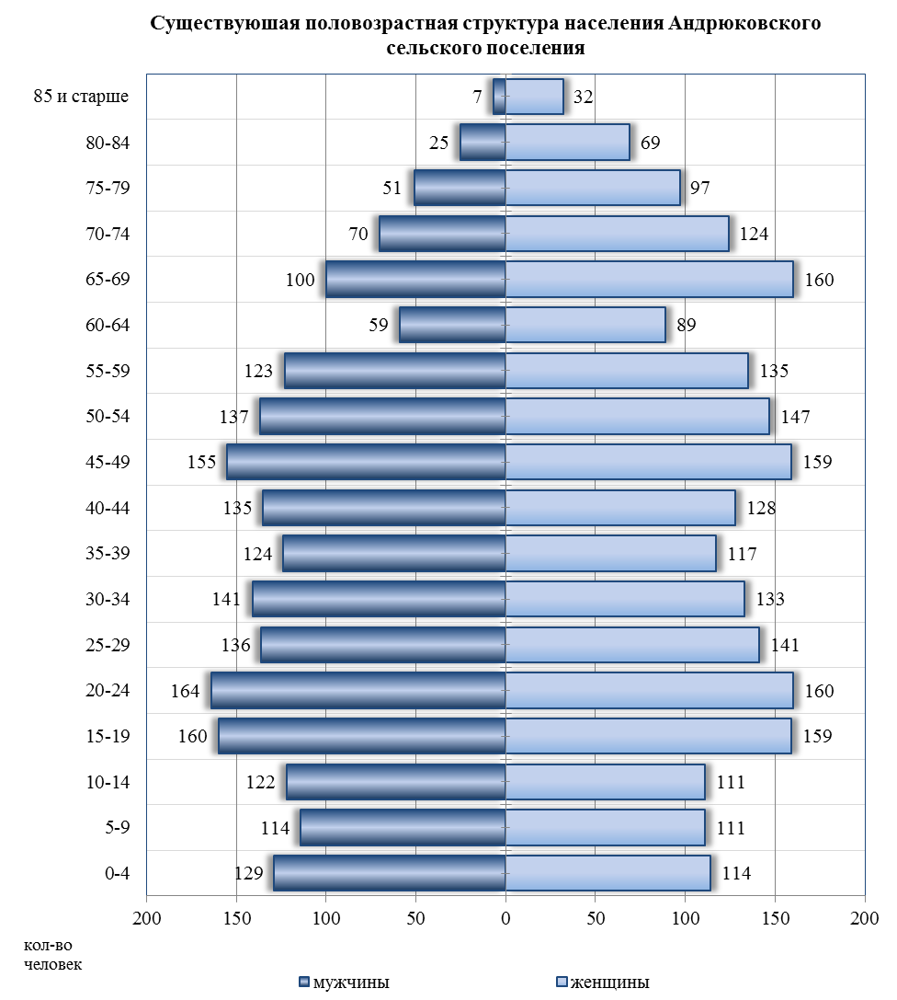 Существуюшая половозрастная структура населения Андрюковского
сельского поселения
85 и старше 7 32
80-84 25 69
75-79 51 97
70-74 70 124
65-69 100 160
60-64 59 89
55-59 123 135
50-54 137 147
45-49 155 159
40-44 135 128
35-39 124 117
30-34 141 133
25-29 136 141
20-24 164 160
15-19 160 159
10-14 122 111
5-9 114 111
0-4 129 114
200 150 100 50 0 50 100 150 200
кол-во
человек
мужчины женщины